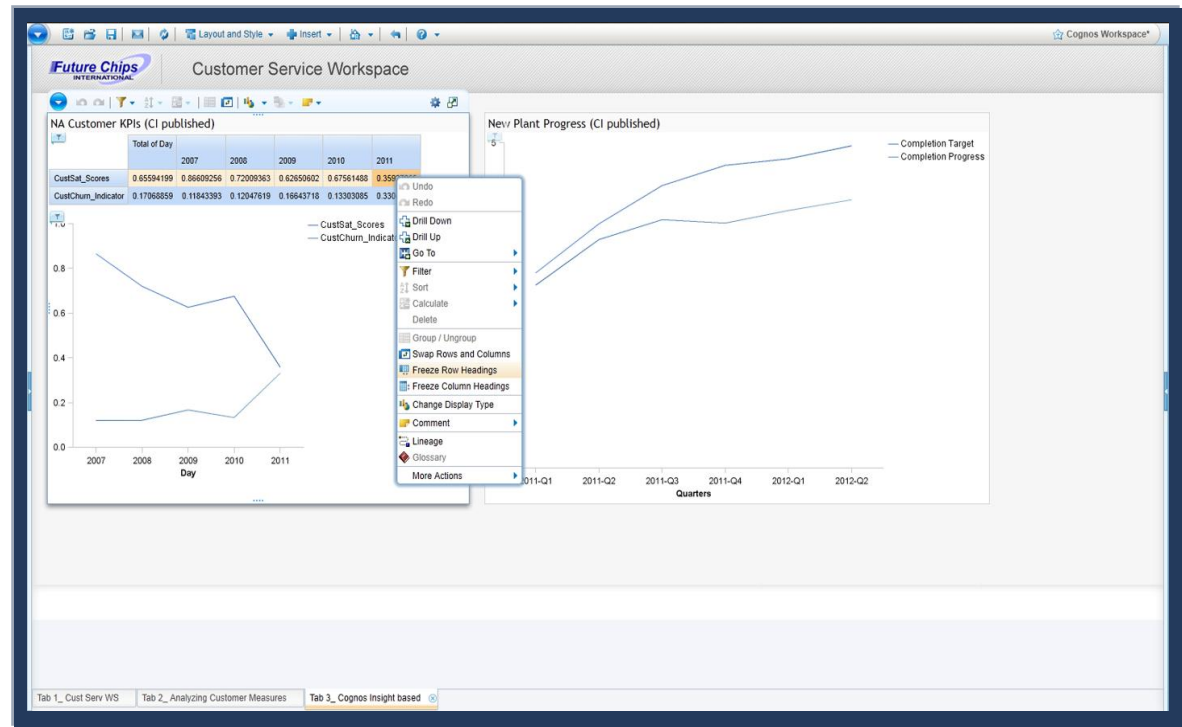 Layout and Style Insert Cognos Workspace*
Future Chips
INTERNATIONAL
Customer Service Workspace
NA Customer KPIs (CI published)
Total of Day 2007 2008 2009 2010 2011
CustSat_Scores 0.65594199 0.86609256 0.72009363 0.62650602 0.67561488
CustChurn_Indicator 0.17068859 0.11843393 0.12047619 0.16643718 0.13303085
CustSat_Scores
0.8
0.6
0.4
0.2
0.0
2007 2008 2009 2010 2011
Day
Undo
Redo
Drill Down
Drill Up
Go To
Filter
Sort
Calculate
Delete
Group / Ungroup
Swap Rows and Columns
Freeze Row Headings
Freeze Column Headings
Change Display Type
Comment
Lineage
Glossary
More Actions
New Plant Progress (CI published)
5
Completion Target
Completion Progress
2011-Q2 2011-Q3 2011-Q4 2012-Q1 2012-Q2
Quarters
Tab 1_ Cust Serv WS Tab 2_ Analyzing Customer Measures Tab 3_ Cognos Insight based